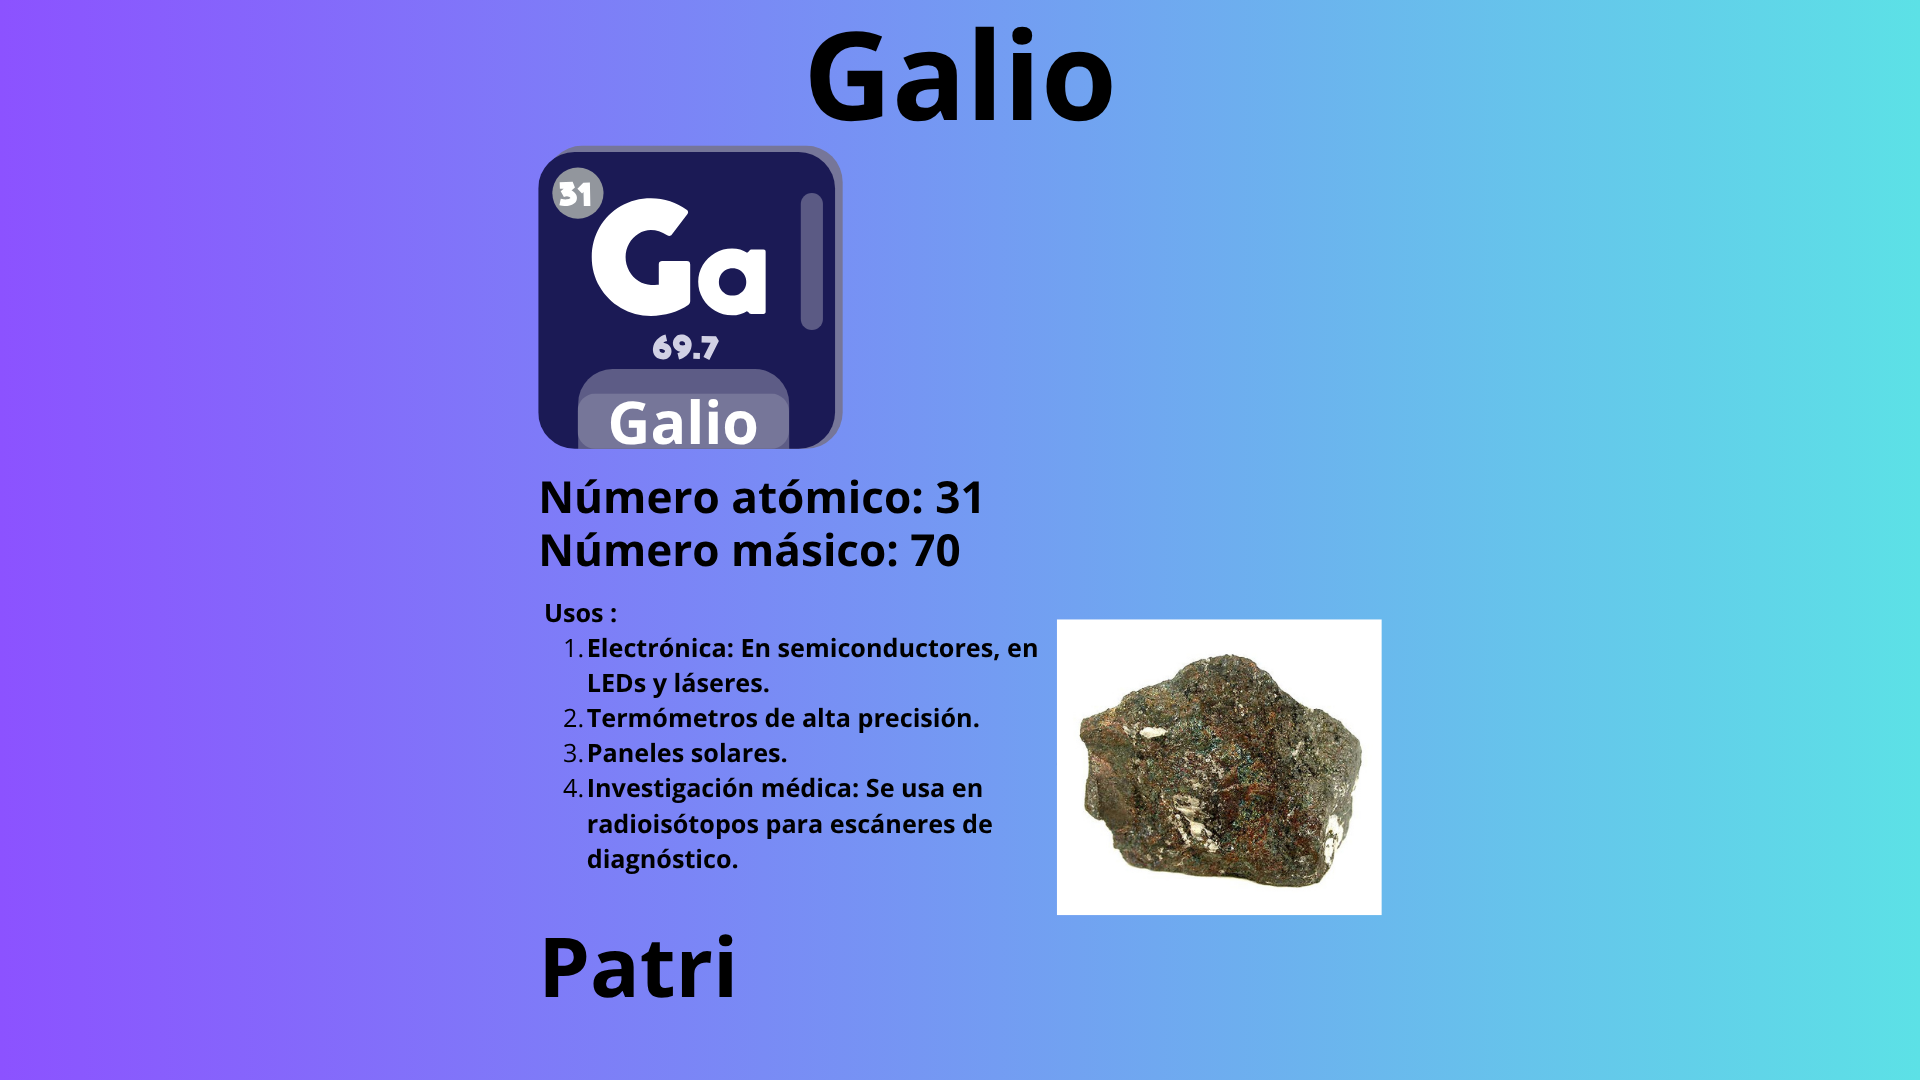 Galio
31
Ga
69.7
Galio
Número atómico: 31
Número másico: 70
Usos :
1. Electrónica: En semiconductores, en
LEDs y láseres.
2. Termómetros de alta precisión.
3. Paneles solares.
4. Investigación médica: Se usa en
radioisótopos para escáneres de
diagnóstico.
Patri